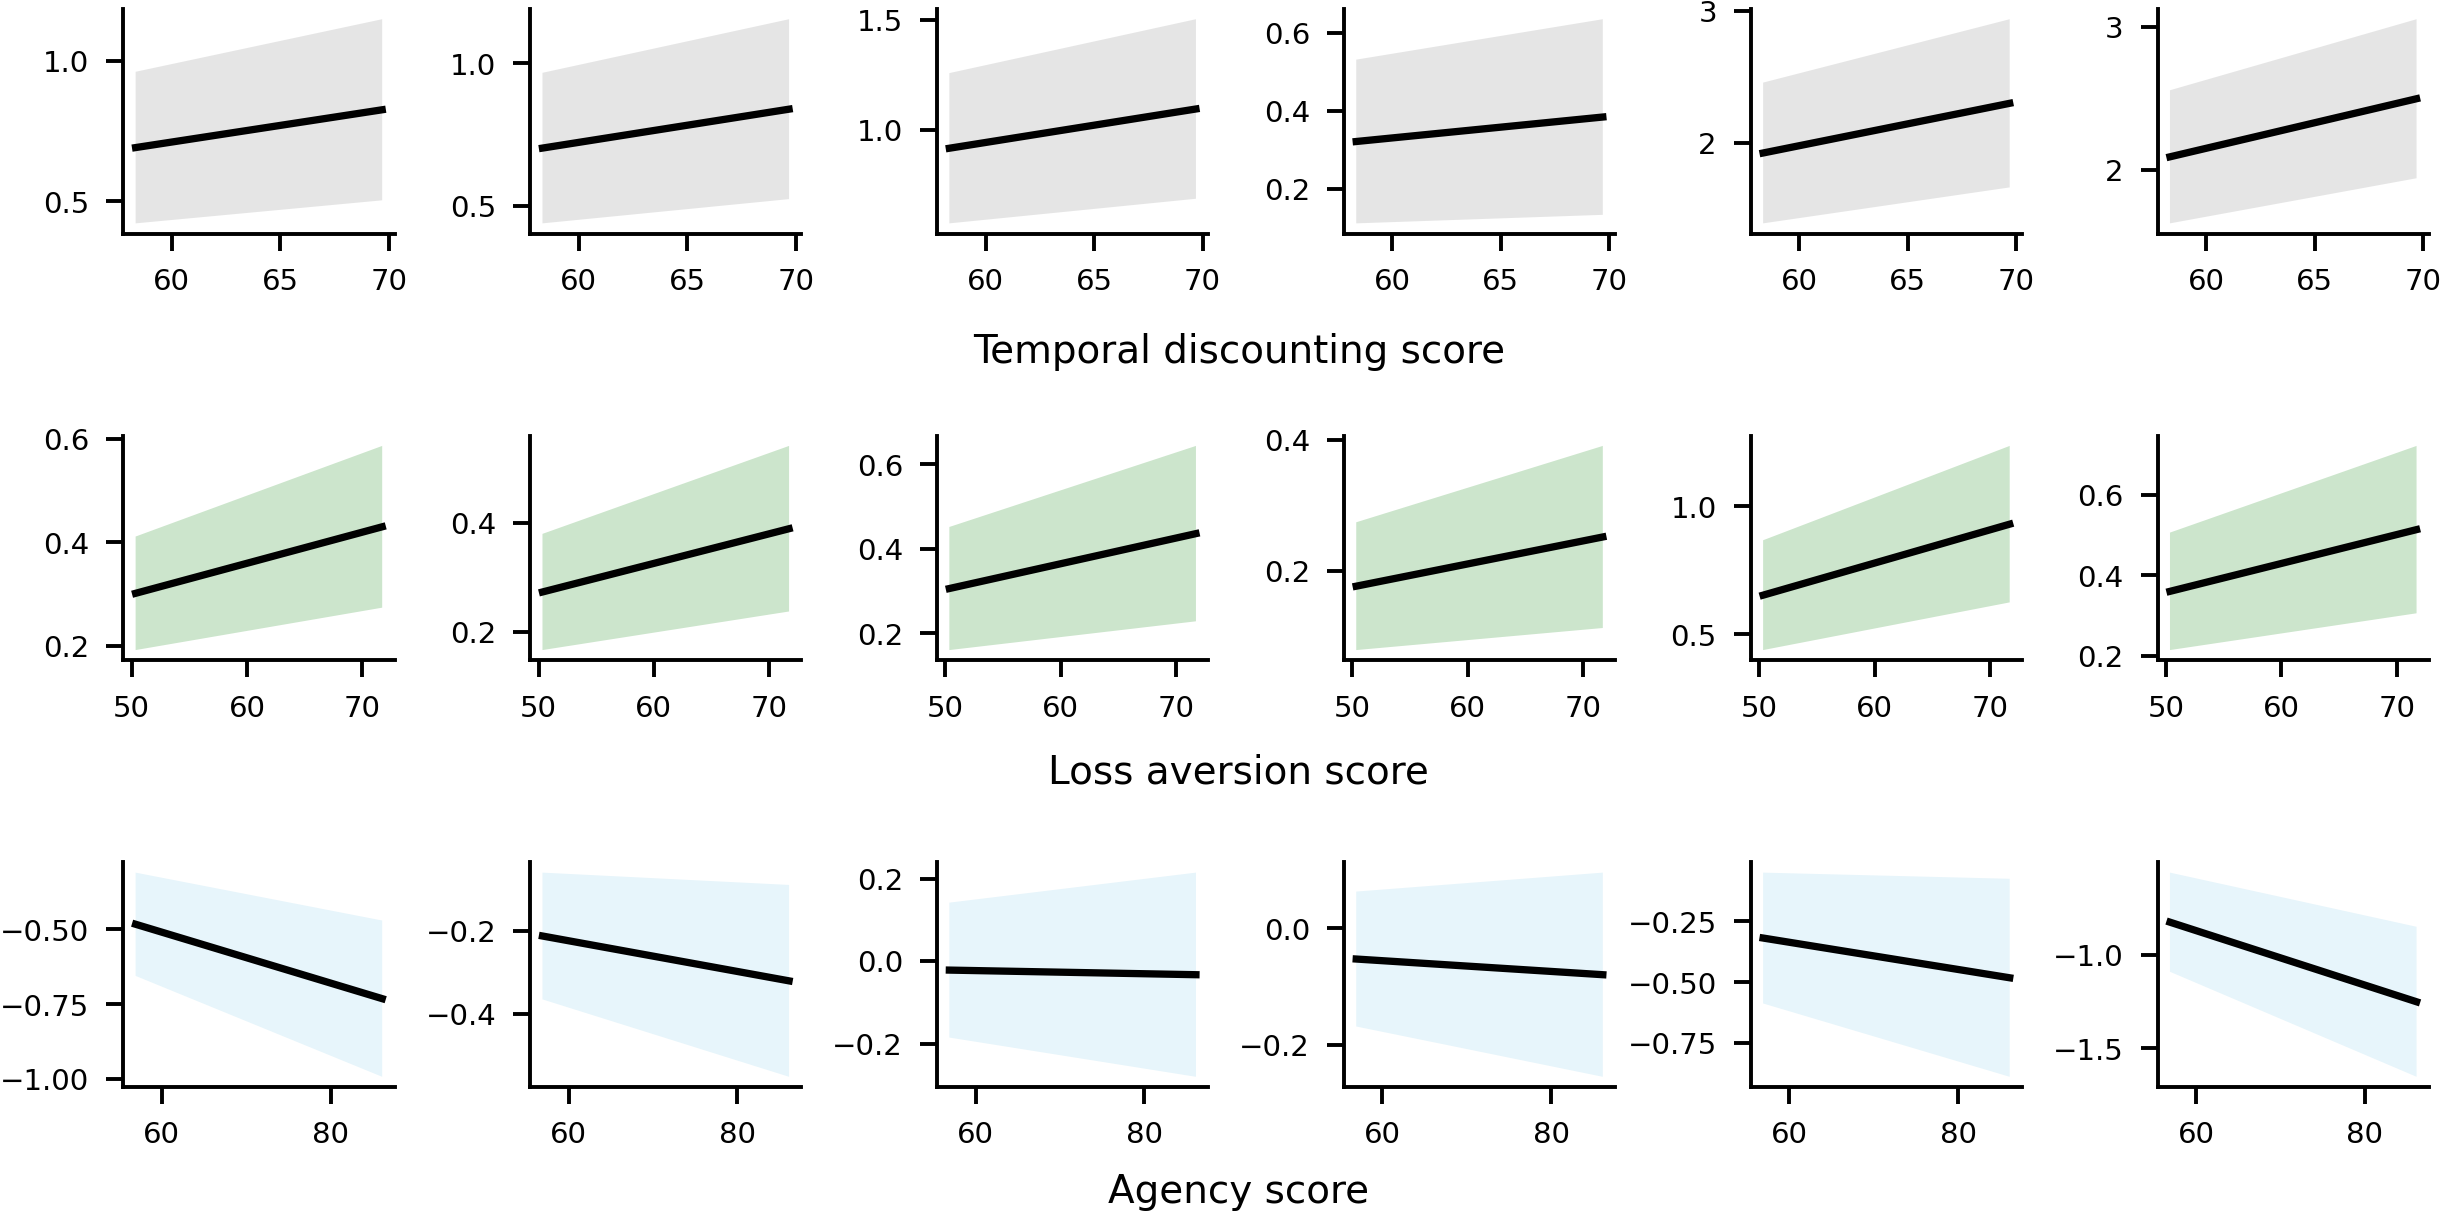 1.0 1.0 1.5 0.6 3 3
1.0 0.4 2 2
0.5 0.5 0.2
60 65 70 60 65 70 60 65 70 60 65 70 60 65 70 60 65 70
Temporal discounting score
0.6 0.4 0.6 0.4 1.0 0.6
0.4 0.2 0.4 0.2 0.5 0.4
0.2 0.2 0.2
50 60 70 50 60 70 50 60 70 50 60 70 50 60 70 50 60 70
Loss aversion score
−0.50 −0.2 0.2 0.0 −0.25 −1.0
−0.75 −0.4 0.0 −0.2 −0.50 −1.5
−1.00 −0.2 −0.75
60 80 60 80 60 80 60 80 60 80 60 80
Agency score